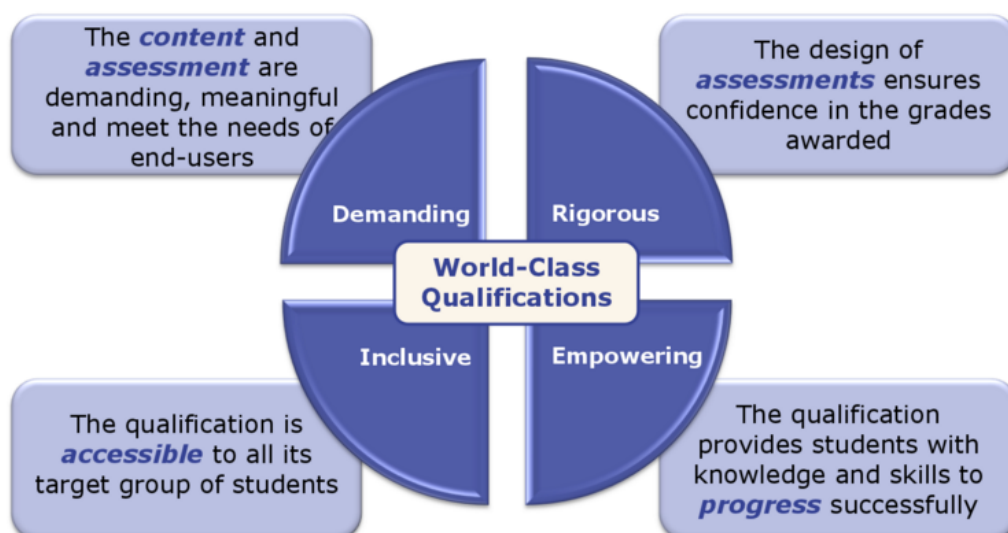 The content and
assessment are
demanding, meaningful
and meet the needs of
end-users
The design of
assessments ensures
confidence in the grades
awarded
Demanding
Rigorous
World-Class
Qualifications
Inclusive
Empowering
The qualification is
accessible to all its
target group of students
The qualification
provides students with
knowledge and skills to
progress successfully